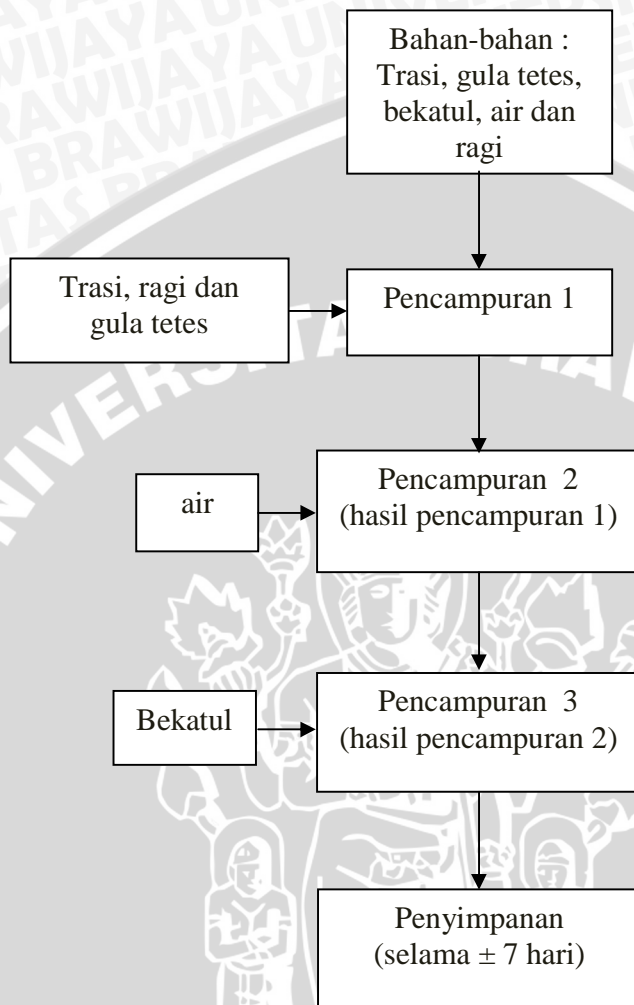 Bahan-bahan :
Trasi, gula tetes,
bekatul, air dan
ragi
Trasi, ragi dan
gula tetes
Pencampuran 1
air
Pencampuran 2
(hasil pencampuran 1)
Bekatul
Pencampuran 3
(hasil pencampuran 2)
Penyimpanan
(selama ± 7 hari)